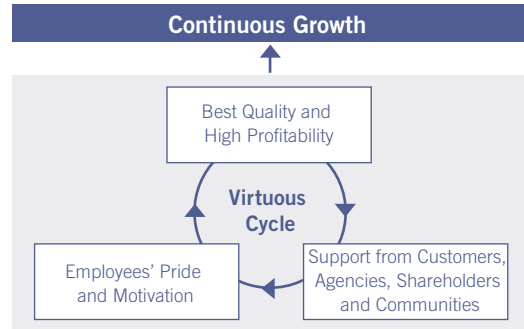 Continuous Growth
Best Quality and
High Profitability
Virtuous
Cycle
Employees' Pride
and Motivation
Support from Customers,
Agencies, Shareholders
and Communities